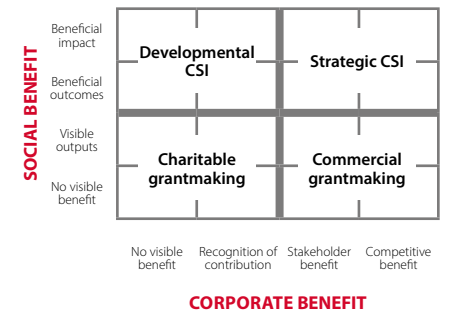 SOCIAL BENEFIT
Beneficial
impact
Beneficial
outcomes
Visible
outputs
No visible
benefit
Developmental
CSI
Strategic CSI
Charitable
grantmaking
Commercial
grantmaking
No visible
benefit
Recognition of
contribution
Stakeholder
benefit
Competitive
benefit
CORPORATE BENEFIT